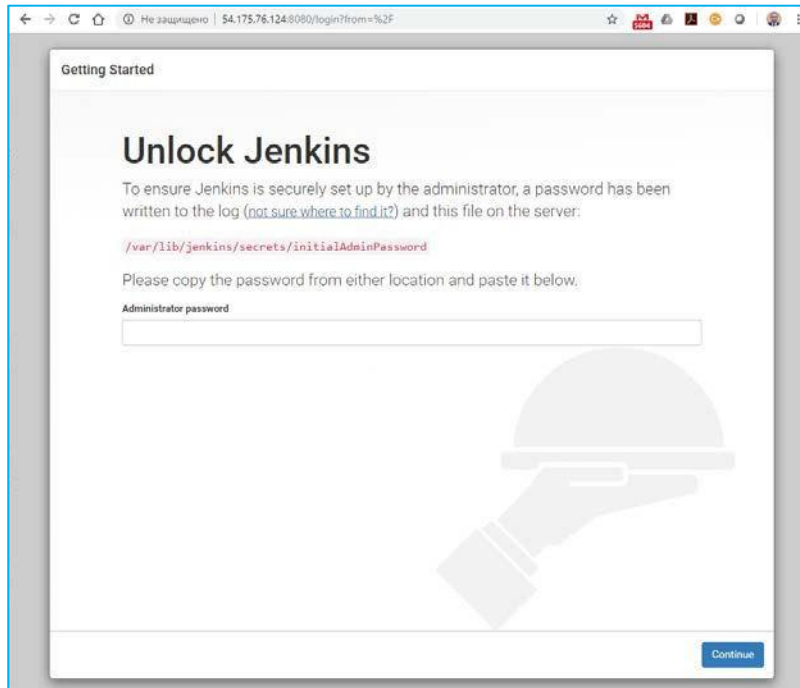 Не защищено | 54.175.76.124:8080/login?from=%2F
5604
Getting Started
Unlock Jenkins
To ensure Jenkins is securely set up by the administrator, a password has been
written to the log (not sure where to find it?) and this file on the server:
/var/lib/jenkins/secrets/initialAdminPassword
Please copy the password from either location and paste it below.
Administrator password
Continue